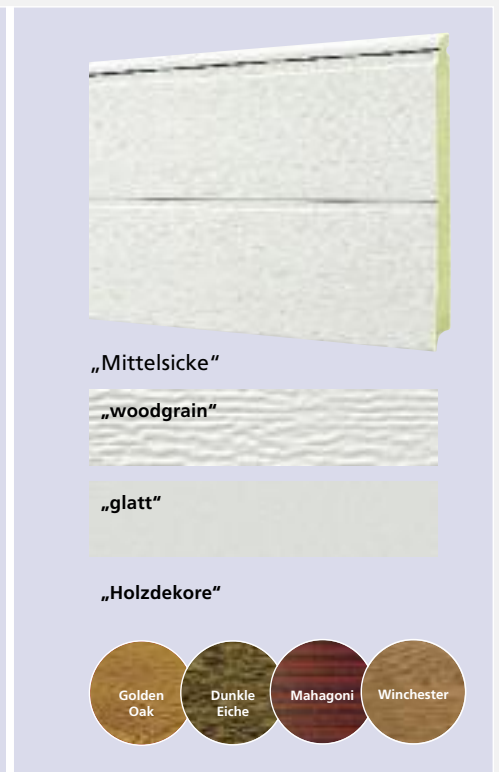 „Mittelsicke“
„woodgrain“
„glatt“
„Holzdekore“
Golden
Oak
Dunkle
Eiche
Mahagoni
Winchester